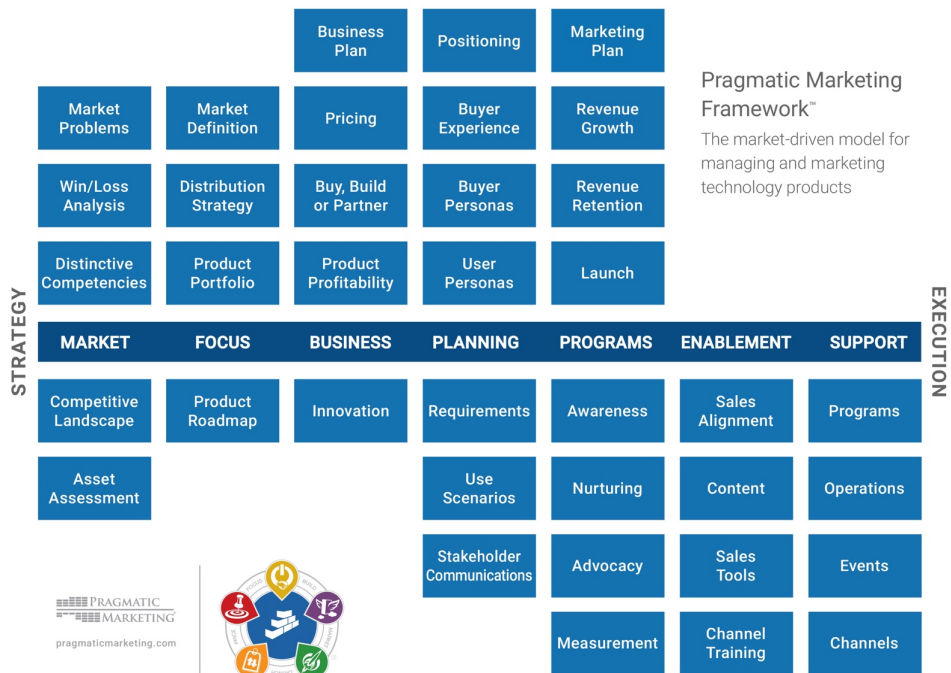 Business
Plan
Positioning
Marketing
Plan
Pragmatic Marketing
Framework™
The market-driven model for
managing and marketing
technology products
Market
Problems
Market
Definition
Pricing
Buyer
Experience
Revenue
Growth
Win/Loss
Analysis
Distribution
Strategy
Buy, Build
or Partner
Buyer
Personas
Revenue
Retention
Distinctive
Competencies
Product
Portfolio
Product
Profitability
User
Personas
Launch
STRATEGY
MARKET
FOCUS
BUSINESS
PLANNING
PROGRAMS
ENABLEMENT
SUPPORT
EXECUTION
Competitive
Landscape
Product
Roadmap
Innovation
Requirements
Awareness
Sales
Alignment
Programs
Asset
Assessment
Use
Scenarios
Nurturing
Content
Operations
Stakeholder
Communications
Advocacy
Sales
Tools
Events
Measurement
Channel
Training
Channels
PRAGMATIC
MARKETING
pragmaticmarketing.com
FOCUS
BUILD
MARKET
PRICE